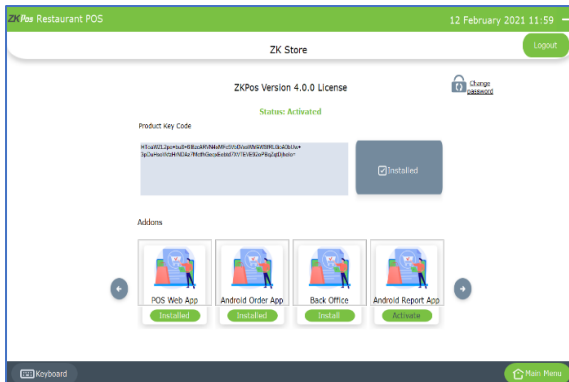 ZKPos Restaurant POS
12 February 2021 11:59
Logout
ZK Store
ZKPos Version 4.0.0 License
Change
password
Status: Activated
Product Key Code
Installed
Addons
POS Web App
Android Order App
Back Office
Android Report App
Installed
Installed
Install
Activate
Keyboard
Main Menu